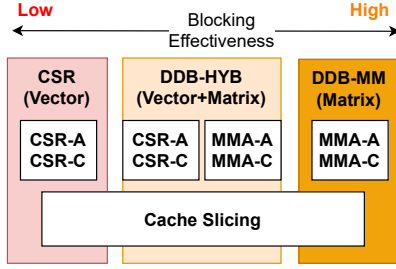 Low
Blocking
Effectiveness
High
CSR
(Vector)
DDB-HYB
(Vector+Matrix)
DDB-MM
(Matrix)
CSR-A
CSR-C
CSR-A
CSR-C
MMA-A
MMA-C
MMA-A
MMA-C
Cache Slicing